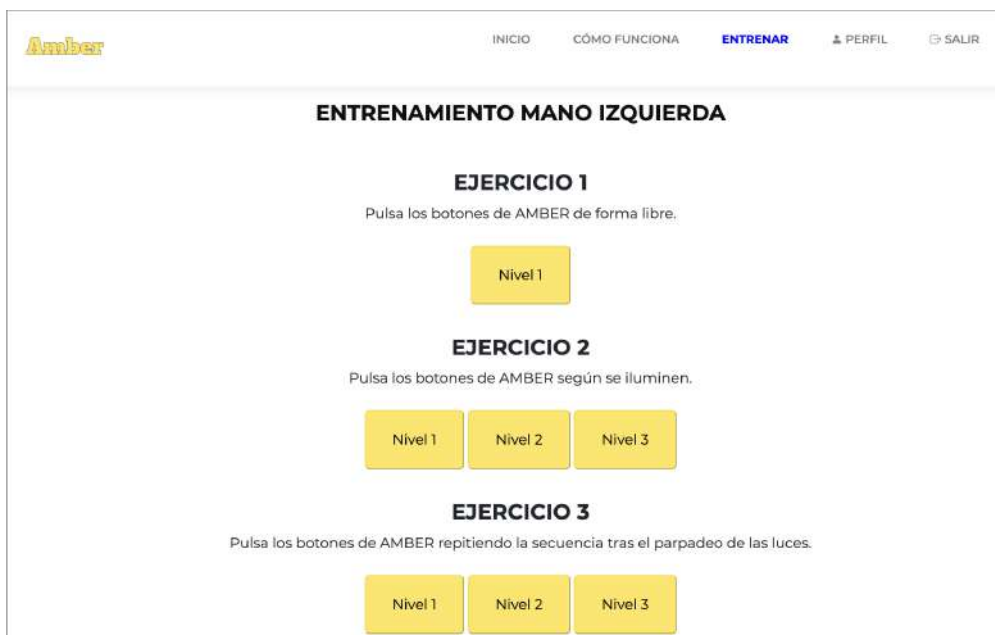 Amber
INICIO CÓMO FUNCIONA ENTRENAR PERFIL SALIR
ENTRENAMIENTO MANO IZQUIERDA
EJERCICIO 1
Pulsa los botones de AMBER de forma libre.
Nivel 1
EJERCICIO 2
Pulsa los botones de AMBER según se iluminen.
Nivel 1 Nivel 2 Nivel 3
EJERCICIO 3
Pulsa los botones de AMBER repitiendo la secuencia tras el parpadeo de las luces.
Nivel 1 Nivel 2 Nivel 3